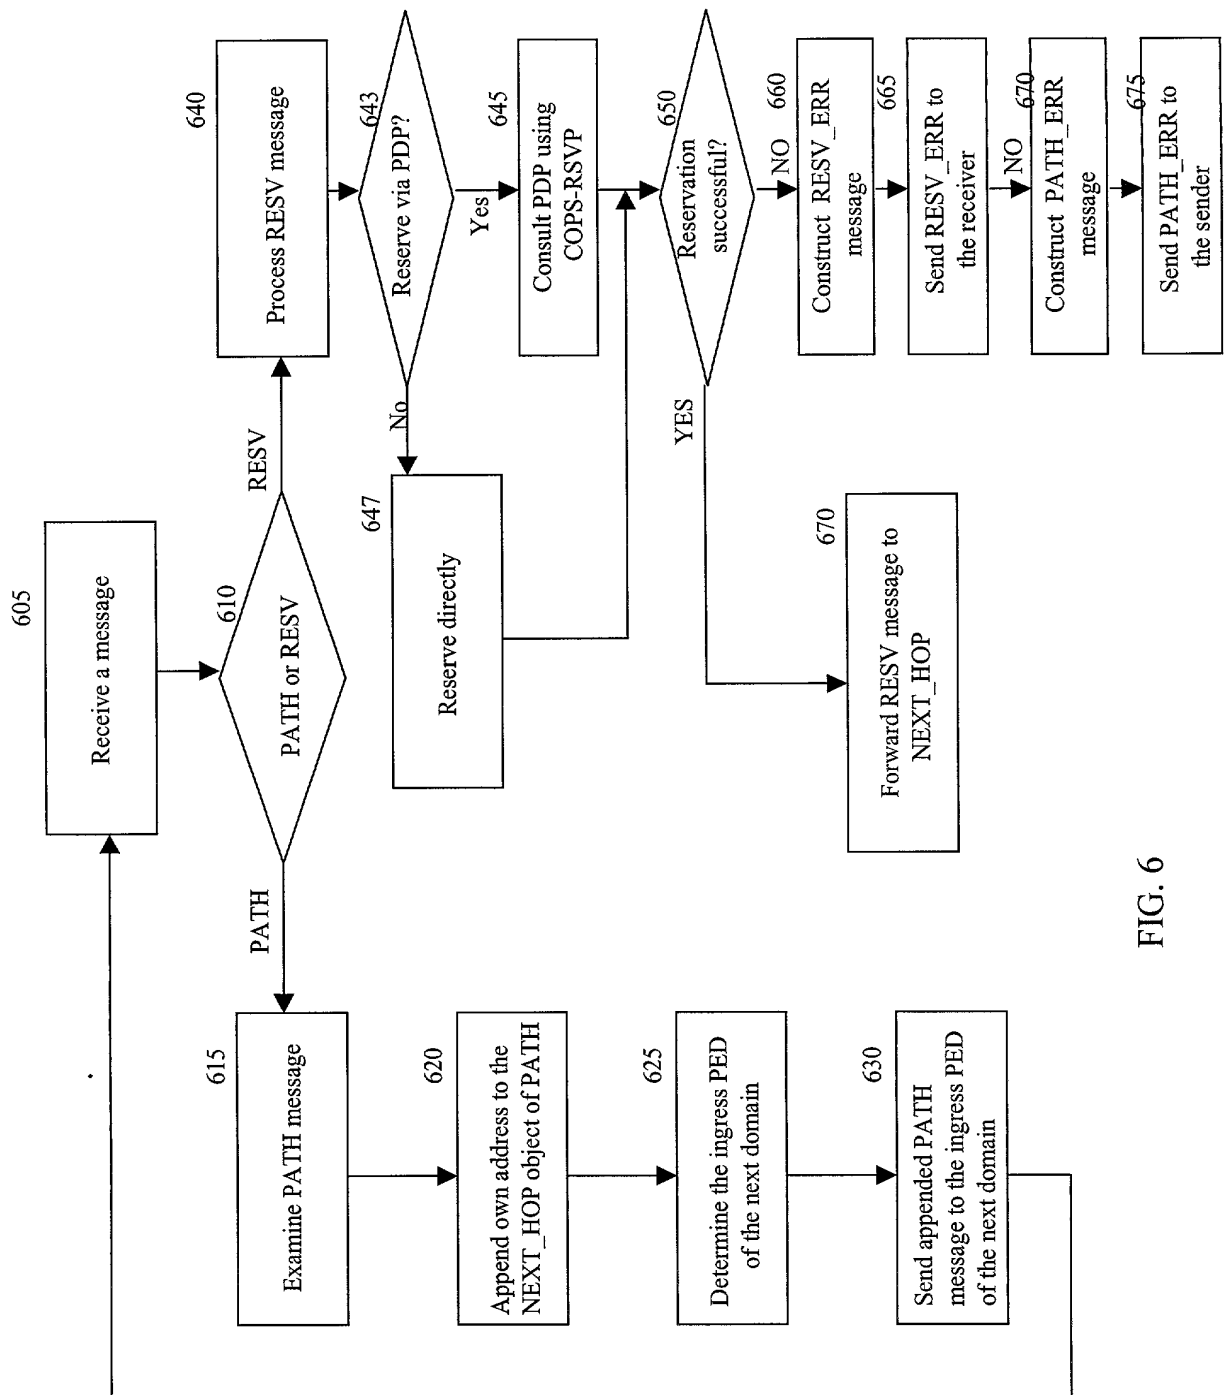 605
Receive a message
610
PATH or RESV
PATH
RESV
615
Examine PATH message
620
Append own address to the
NEXT_HOP object of PATH
625
Determine the ingress PED
of the next domain
630
Send appended PATH
message to the ingress PED
of the next domain
640
Process RESV message
643
Reserve via PDP?
No
Yes
647
Reserve directly
645
Consult PDP using
COPS-RSVP
650
Reservation
successful?
YES
NO
670
Forward RESV message to
NEXT_HOP
660
Construct RESV_ERR
message
665
Send RESV_ERR to
the receiver
NO
670
Construct PATH_ERR
message
675
Send PATH_ERR to
the sender
FIG. 6